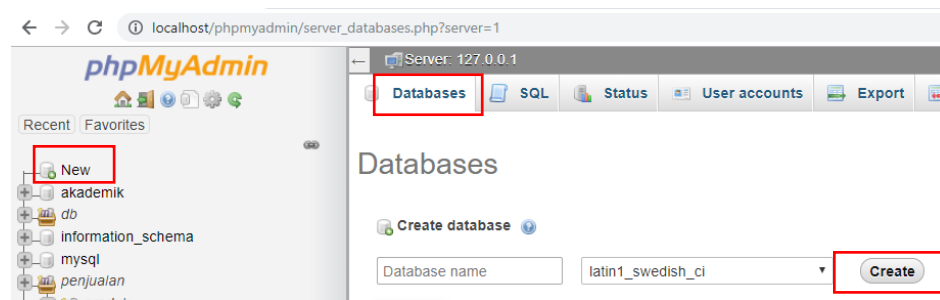 localhost/phpmyadmin/server_databases.php?server=1
phpMyAdmin
Recent Favorites
New
akademik
db
information_schema
mysql
penjualan
Server: 127.0.0.1
Databases SQL Status User accounts Export
Databases
Create database
Database name latin1_swedish_ci Create